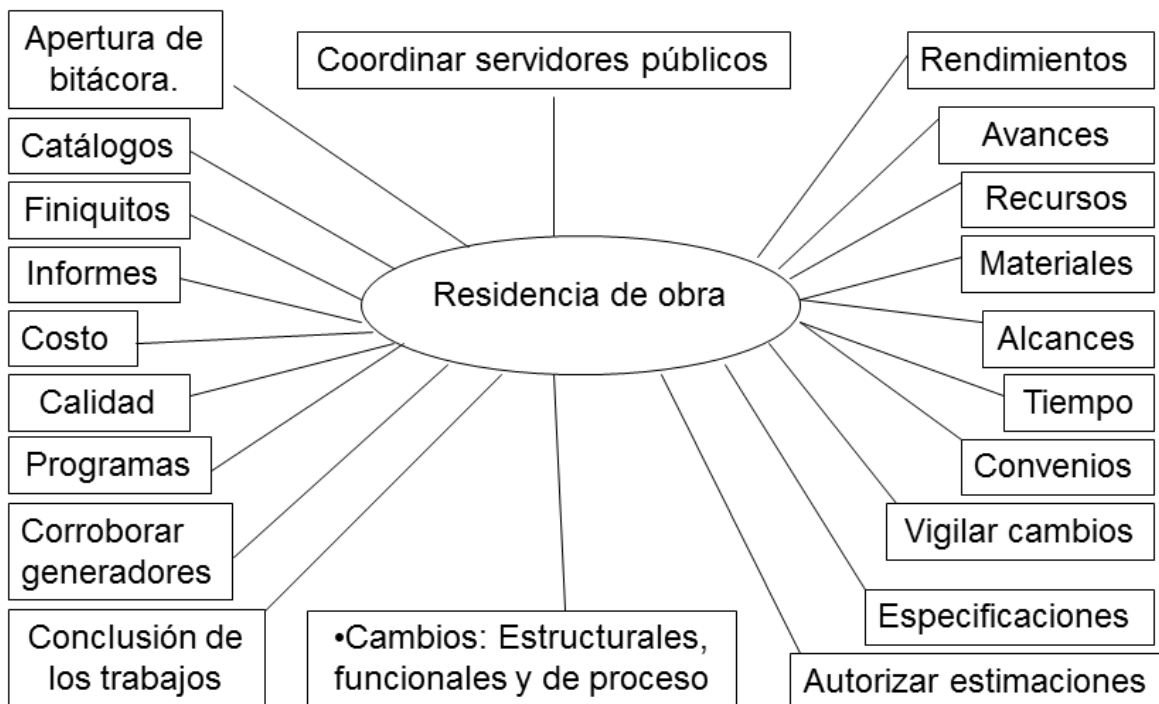 Apertura de
bitácora.
Coordinar servidores públicos
Rendimientos
Catálogos
Avances
Finiquitos
Recursos
Informes
Materiales
Residencia de obra
Costo
Alcances
Calidad
Tiempo
Programas
Convenios
Corroborar
generadores
Vigilar cambios
Especificaciones
Conclusión de
los trabajos
•Cambios: Estructurales,
funcionales y de proceso
Autorizar estimaciones